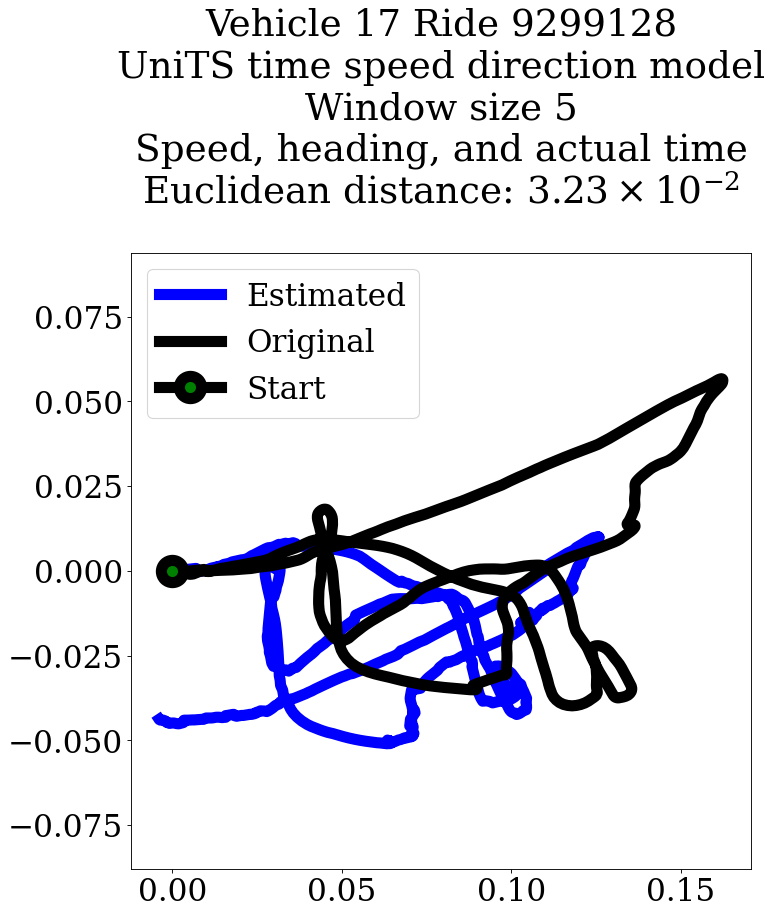 Vehicle 17 Ride 9299128
UniTS time speed direction model
Window size 5
Speed, heading, and actual time
Euclidean distance: 3.23 × 10⁻²
Estimated
Original
Start
0.075
0.050
0.025
0.000
−0.025
−0.050
−0.075
0.00 0.05 0.10 0.15